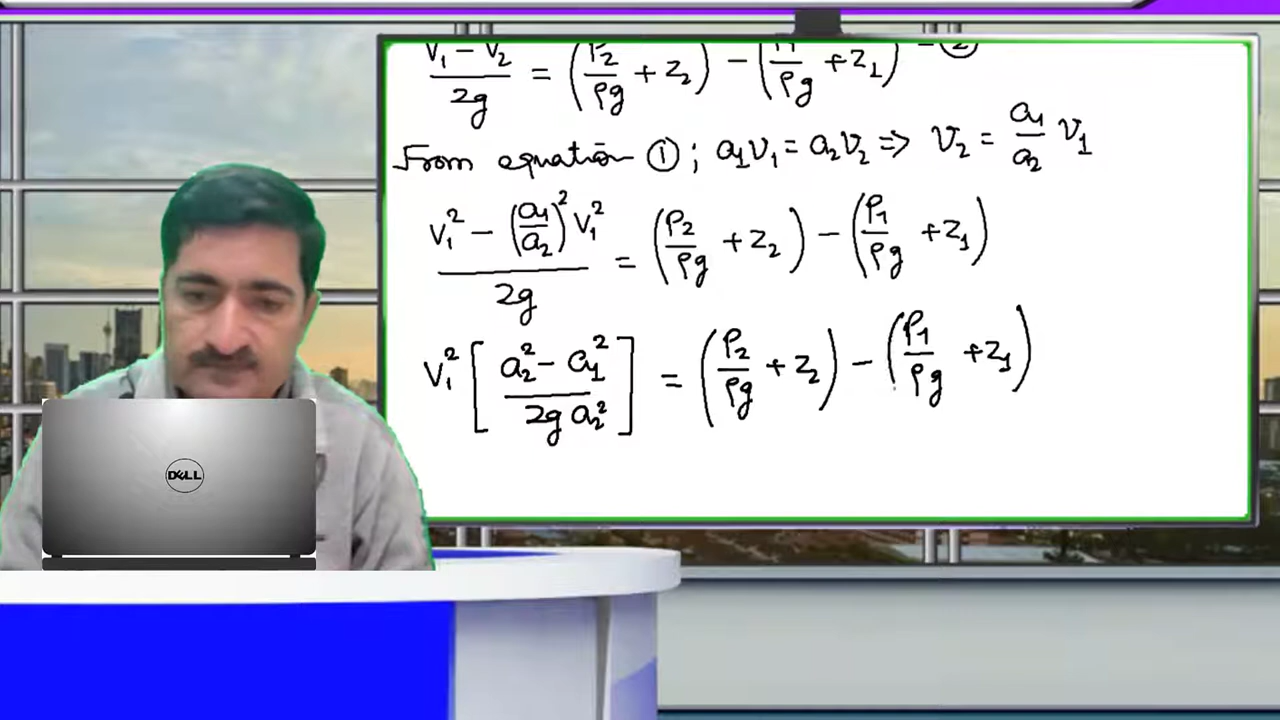 V₁ - V₂ / 2g = (P₂/ρg + Z₂) - (P₁/ρg + Z₁) - ②
From equation ①; a₁V₁ = a₂V₂ ⇒ V₂ = a₁/a₂ V₁
V₁² - (a₁/a₂)² V₁² / 2g = (P₂/ρg + Z₂) - (P₁/ρg + Z₁)
V₁² [a₂² - a₁² / 2g a₂²] = (P₂/ρg + Z₂) - (P₁/ρg + Z₁)
DELL